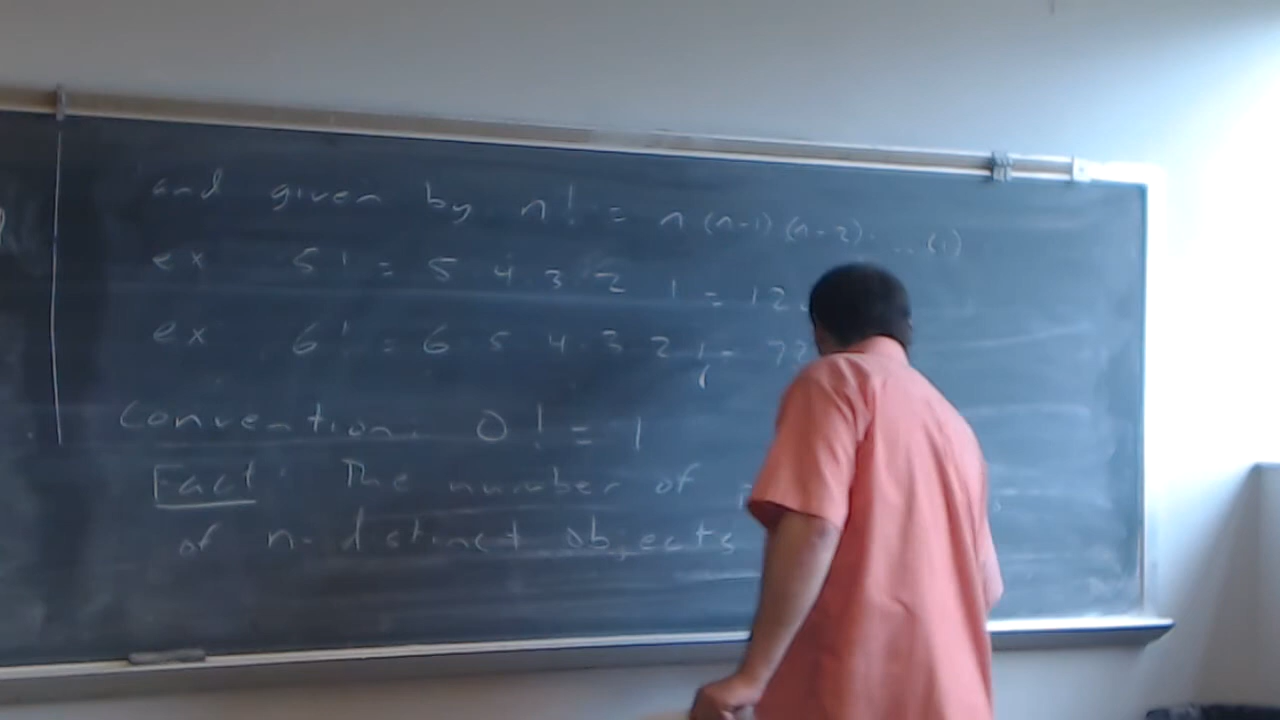 and given by n! = n(n-1)(n-2)....(1)
ex 5! = 5 4 . 3 . 2 1 = 12
ex 6! = 6 5 4 . 3 2 1 = 72
Convention: 0! = 1
Fact: The number of
of n-distinct objects